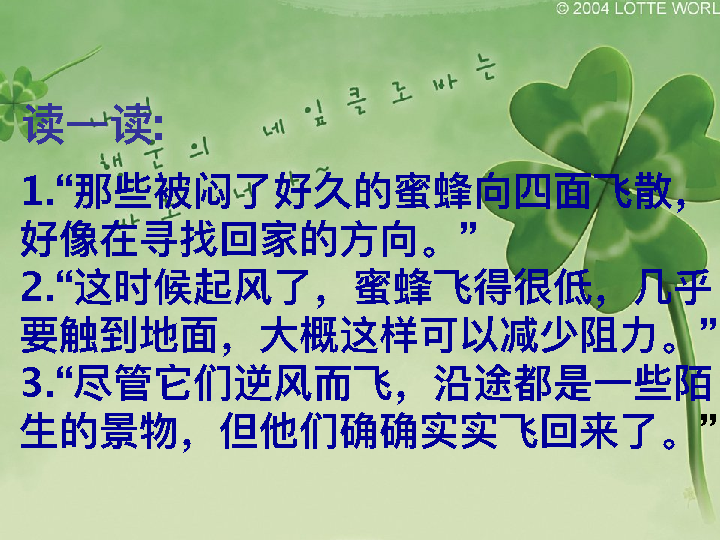 © 2004 LOTTE WORL
네잎클로바는
행운의
读一读:
1.“那些被闷了好久的蜜蜂向四面飞散，
好像在寻找回家的方向。”
2.“这时候起风了，蜜蜂飞得很低，几乎
要触到地面，大概这样可以减少阻力。”
3.“尽管它们逆风而飞，沿途都是一些陌
生的景物，但他们确确实实飞回来了。”